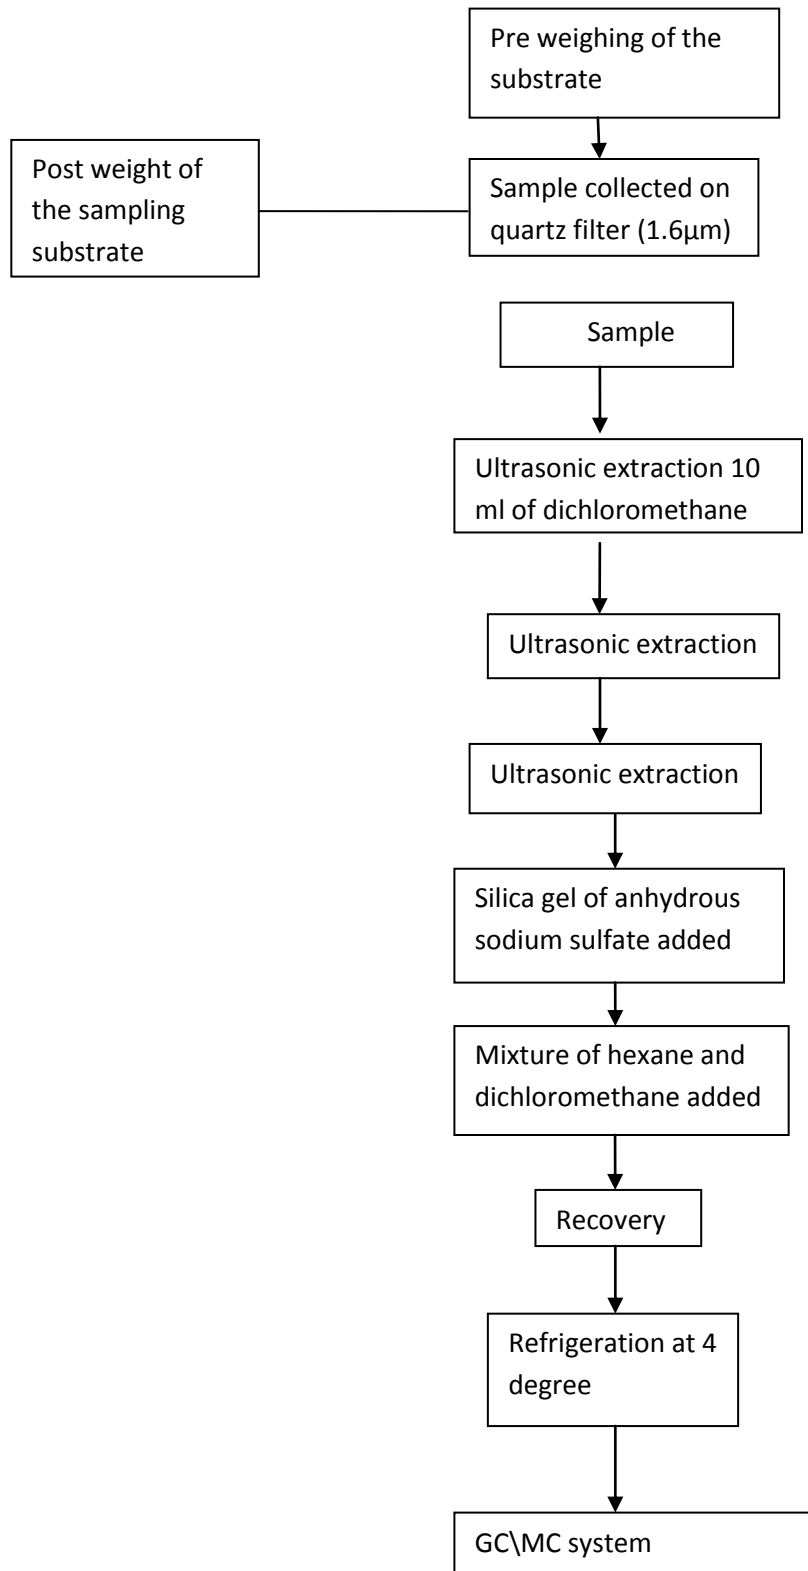 Pre weighing of the
substrate
Post weight of
the sampling
substrate
Sample collected on
quartz filter (1.6µm)
Sample
Ultrasonic extraction 10
ml of dichloromethane
Ultrasonic extraction
Ultrasonic extraction
Silica gel of anhydrous
sodium sulfate added
Mixture of hexane and
dichloromethane added
Recovery
Refrigeration at 4
degree
GC\MC system